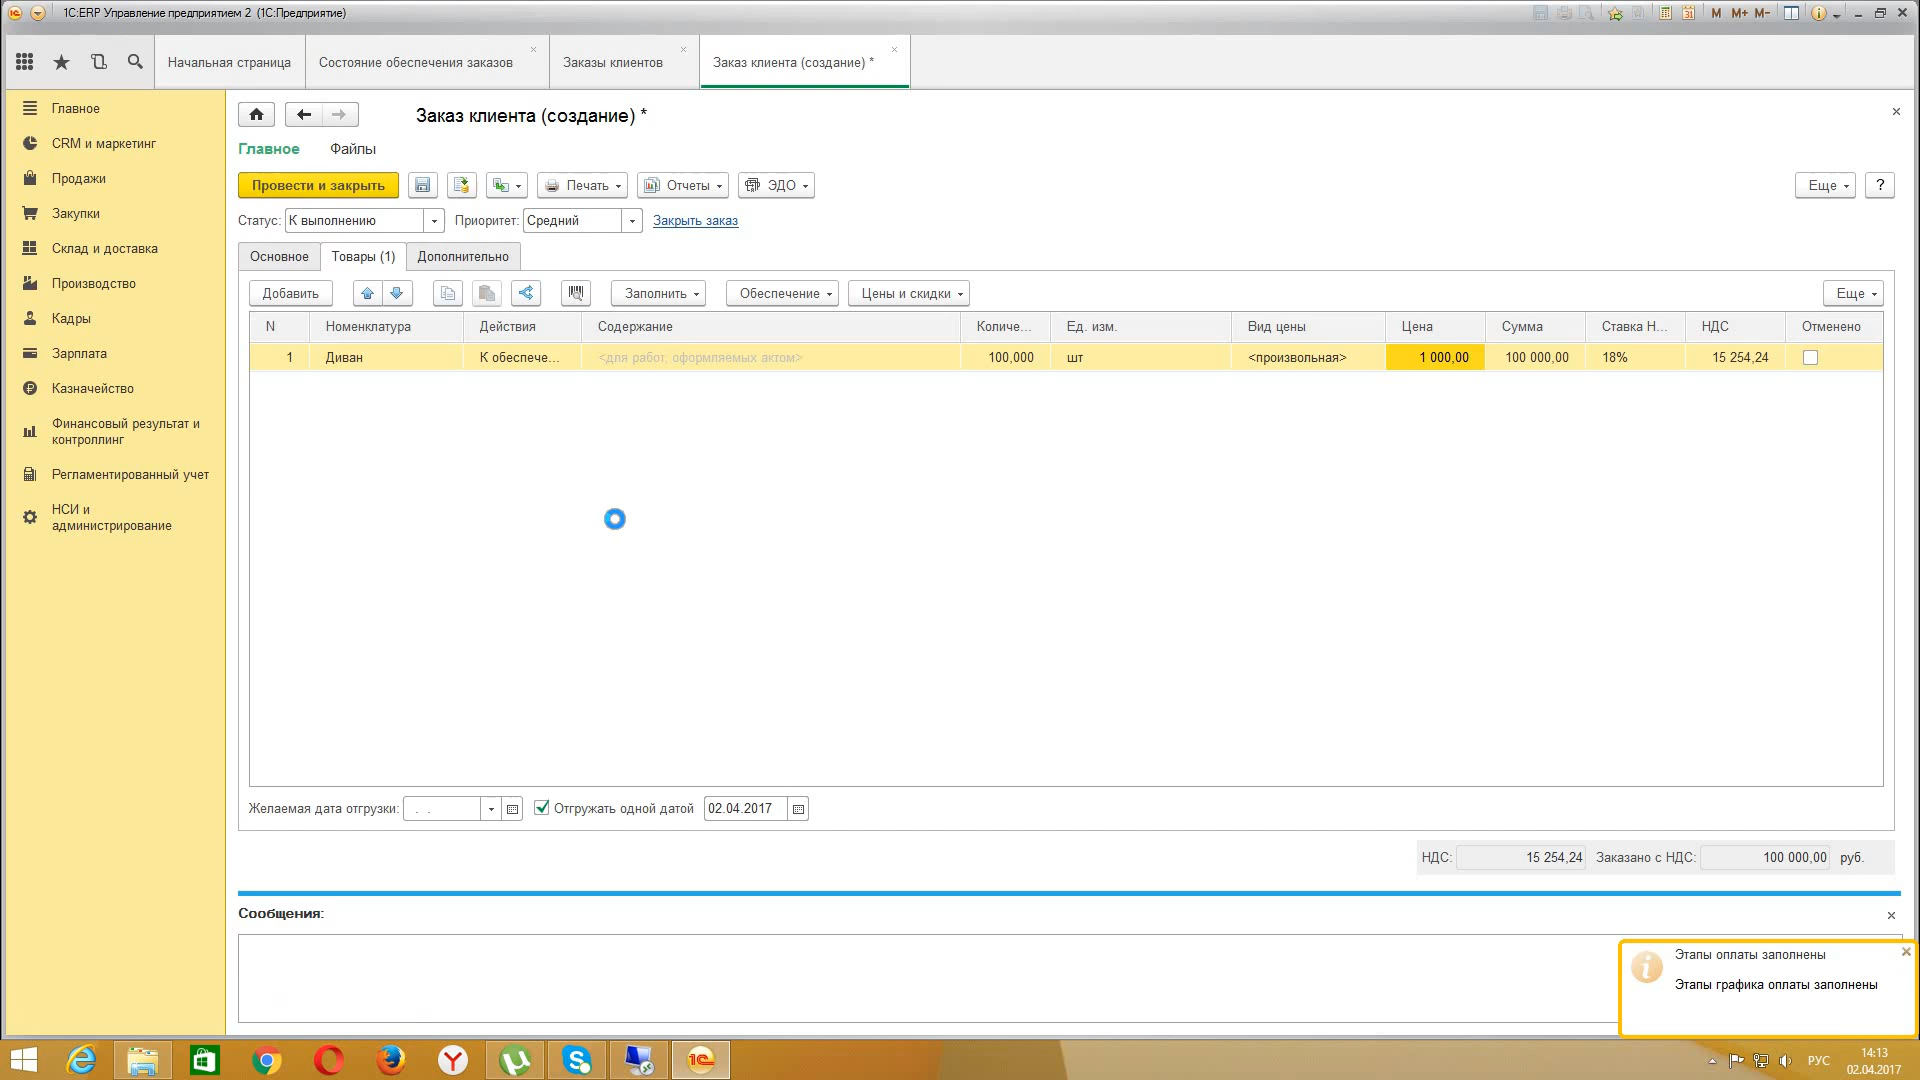 1С:ERP Управление предприятием 2 (1С:Предприятие)
M M+ M-
Начальная страница
Состояние обеспечения заказов
Заказы клиентов
Заказ клиента (создание) *
Главное
CRM и маркетинг
Продажи
Закупки
Склад и доставка
Производство
Кадры
Зарплата
Казначейство
Финансовый результат и
контроллинг
Регламентированный учет
НСИ и
администрирование
Заказ клиента (создание) *
Главное Файлы
Провести и закрыть Печать Отчеты ЭДО Еще ?
Статус: К выполнению Приоритет: Средний Закрыть заказ
Основное Товары (1) Дополнительно
Добавить Заполнить Обеспечение Цены и скидки Еще
N Номенклатура Действия Содержание Количе... Ед. изм. Вид цены Цена Сумма Ставка Н... НДС Отменено
1 Диван К обеспече... <для работ, оформляемых актом> 100,000 шт <произвольная> 1 000,00 100 000,00 18% 15 254,24
Желаемая дата отгрузки: . . Отгружать одной датой 02.04.2017
НДС: 15 254,24 Заказано с НДС: 100 000,00 руб.
Сообщения:
Этапы оплаты заполнены
Этапы графика оплаты заполнены
РУС
14:13
02.04.2017